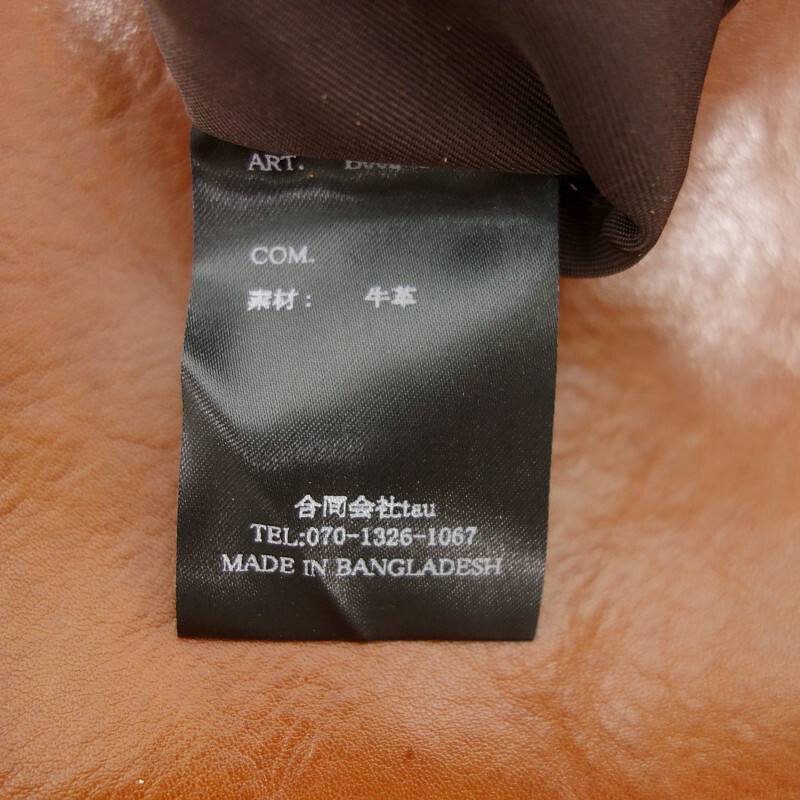 ART.
COM.
素材： 牛革
合同会社tau
TEL:070-1326-1067
MADE IN BANGLADESH